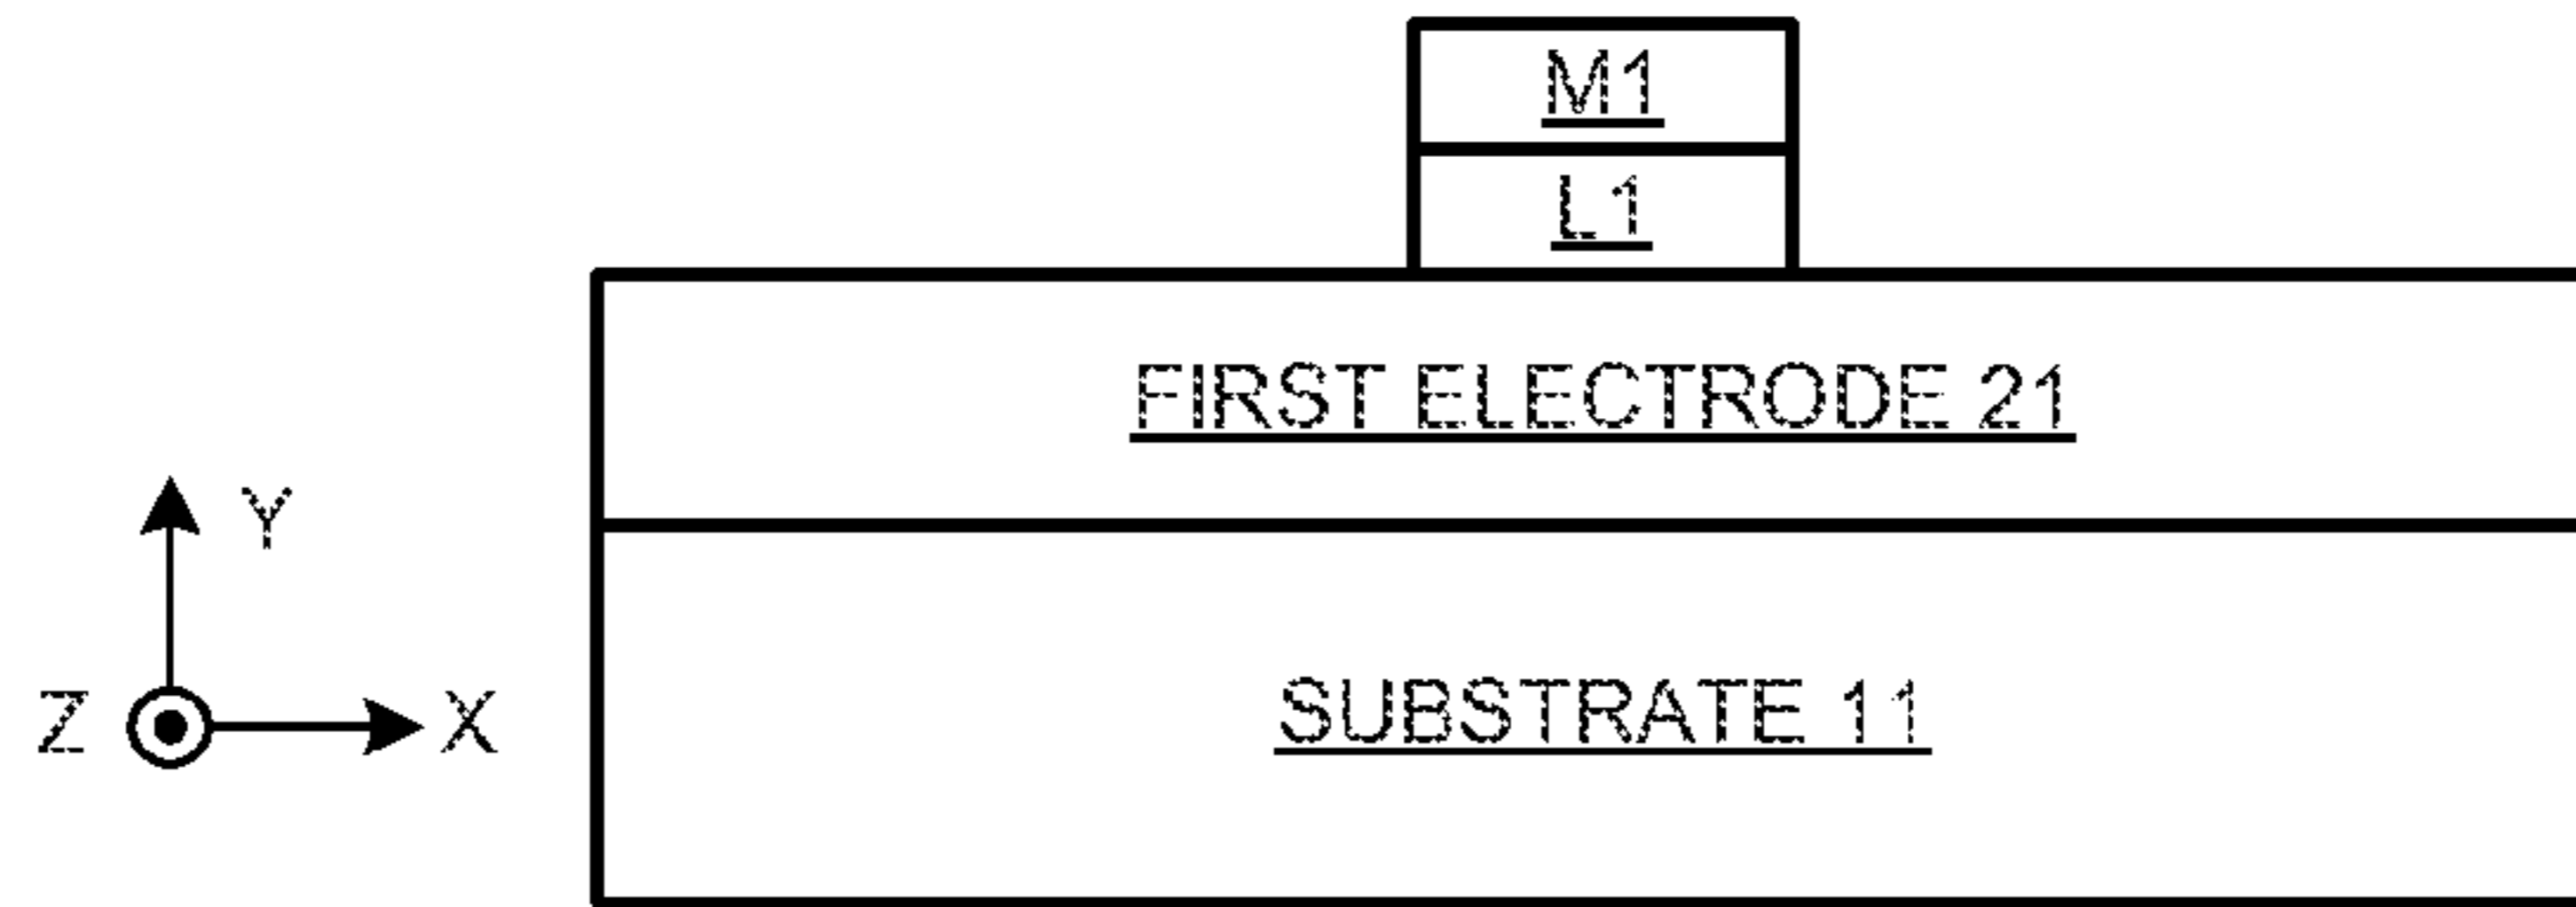 M1
L1
FIRST ELECTRODE 21
Y
Z X
SUBSTRATE 11